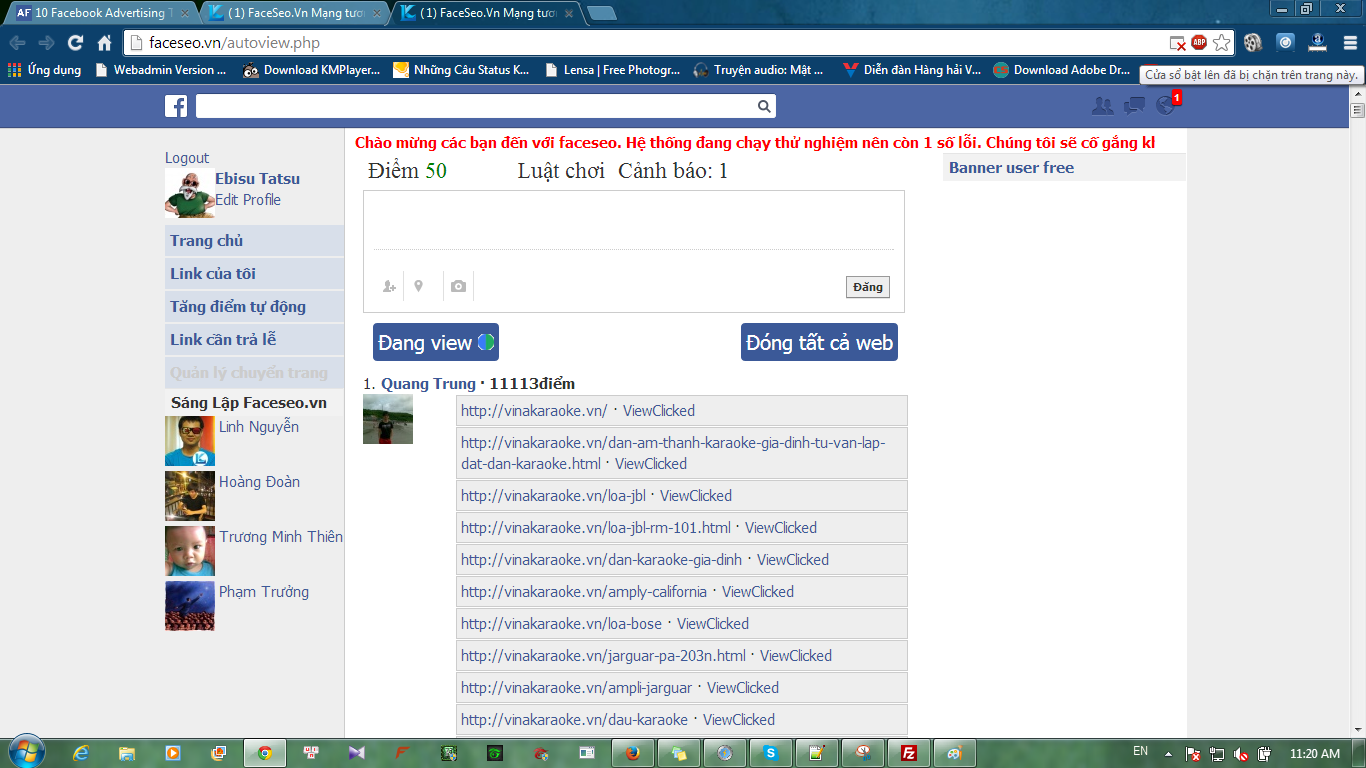 10 Facebook Advertising T
(1) FaceSeo.Vn Mạng tươ
(1) FaceSeo.Vn Mạng tươ
faceseo.vn/autoview.php
ABP
Ứng dụng
Webadmin Version ...
Download KMPlayer...
Những Câu Status K...
Lensa | Free Photogr...
Truyện audio: Mật ...
Diễn đàn Hàng hải V...
Download Adobe Dr...
Cửa sổ bật lên đã bị chặn trên trang này.
1
Chào mừng các bạn đến với faceseo. Hệ thống đang chạy thử nghiệm nên còn 1 số lỗi. Chúng tôi sẽ cố gắng kl
Logout
Ebisu Tatsu
Edit Profile
Trang chủ
Link của tôi
Tăng điểm tự động
Link cần trả lễ
Quản lý chuyển trang
Sáng Lập Faceseo.vn
Linh Nguyễn
Hoàng Đoàn
Trương Minh Thiên
Phạm Trưởng
Điểm 50 Luật chơi Cảnh báo: 1
Đăng
Đang view
Đóng tất cả web
1. Quang Trung · 11113điểm
http://vinakaraoke.vn/ · ViewClicked
http://vinakaraoke.vn/dan-am-thanh-karaoke-gia-dinh-tu-van-lap-
dat-dan-karaoke.html · ViewClicked
http://vinakaraoke.vn/loa-jbl · ViewClicked
http://vinakaraoke.vn/loa-jbl-rm-101.html · ViewClicked
http://vinakaraoke.vn/dan-karaoke-gia-dinh · ViewClicked
http://vinakaraoke.vn/amply-california · ViewClicked
http://vinakaraoke.vn/loa-bose · ViewClicked
http://vinakaraoke.vn/jarguar-pa-203n.html · ViewClicked
http://vinakaraoke.vn/ampli-jarguar · ViewClicked
http://vinakaraoke.vn/dau-karaoke · ViewClicked
Banner user free
EN
11:20 AM